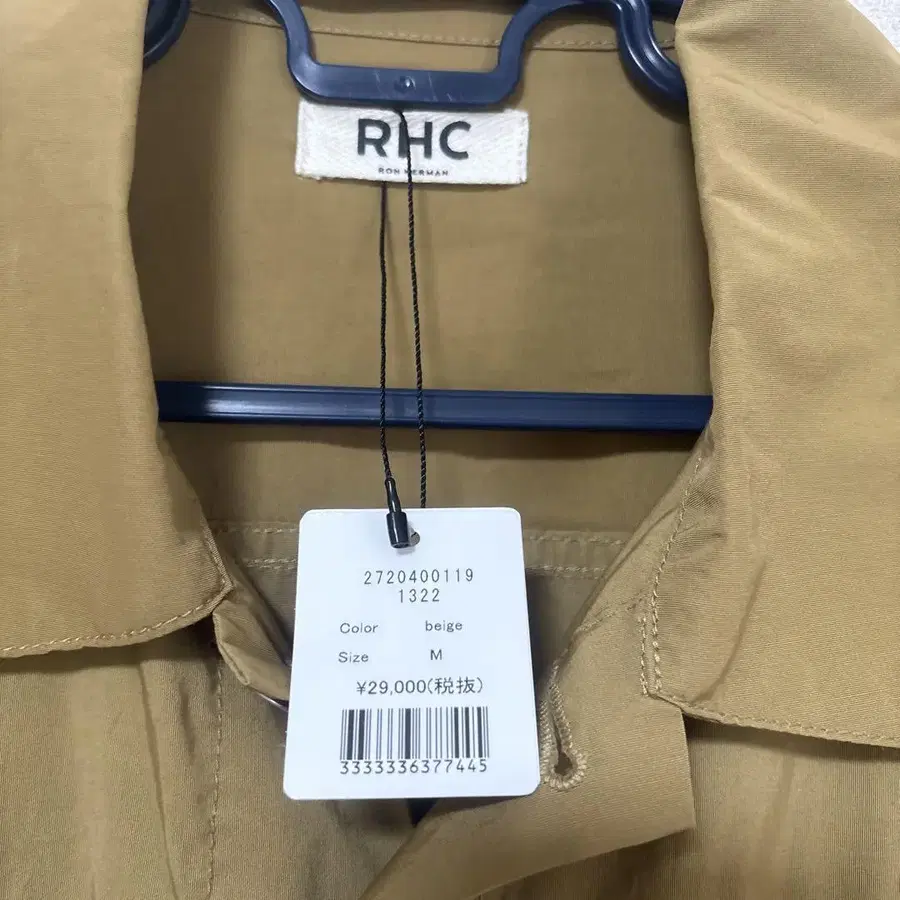 RHC
RON HERMAN
2720400119
1322
Color beige
Size M
¥29,000(税抜)
3333336377445